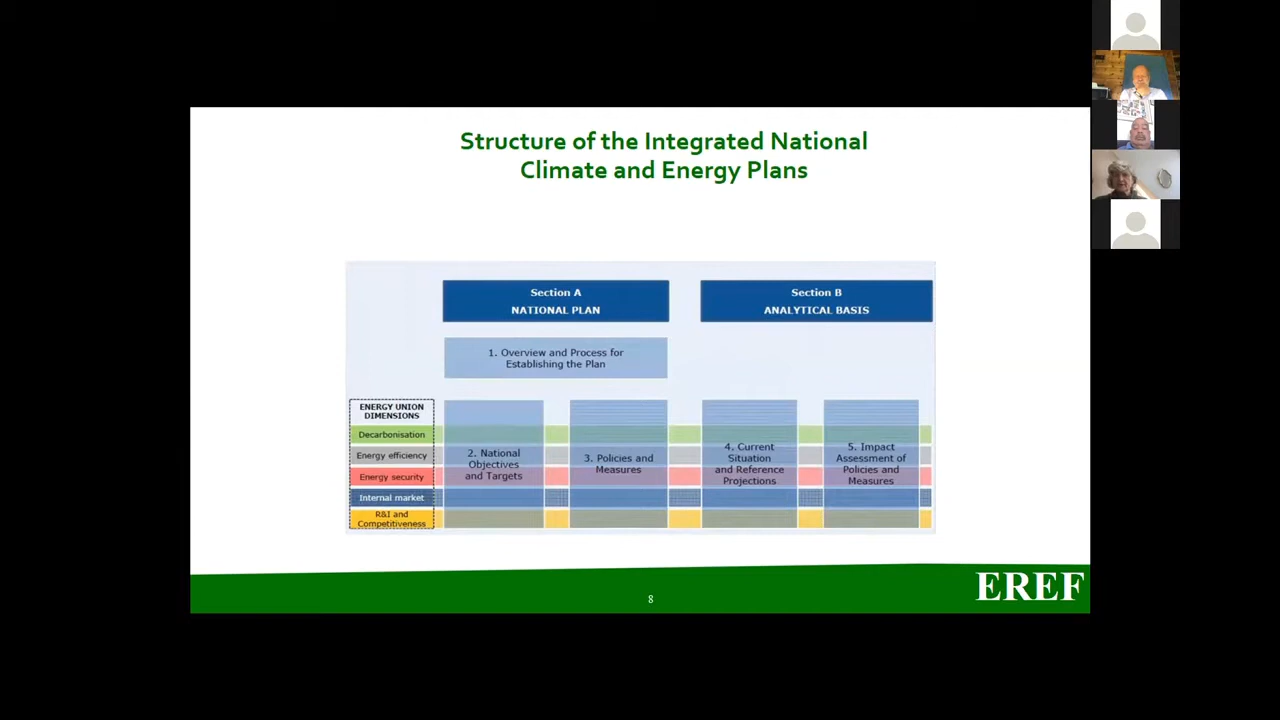 Structure of the Integrated National
Climate and Energy Plans
Section A
NATIONAL PLAN
Section B
ANALYTICAL BASIS
1. Overview and Process for
Establishing the Plan
ENERGY UNION
DIMENSIONS
Decarbonisation
Energy efficiency
Energy security
Internal market
R&I and
Competitiveness
2. National
Objectives
and Targets
3. Policies and
Measures
4. Current
Situation
and Reference
Projections
5. Impact
Assessment of
Policies and
Measures
8
EREF